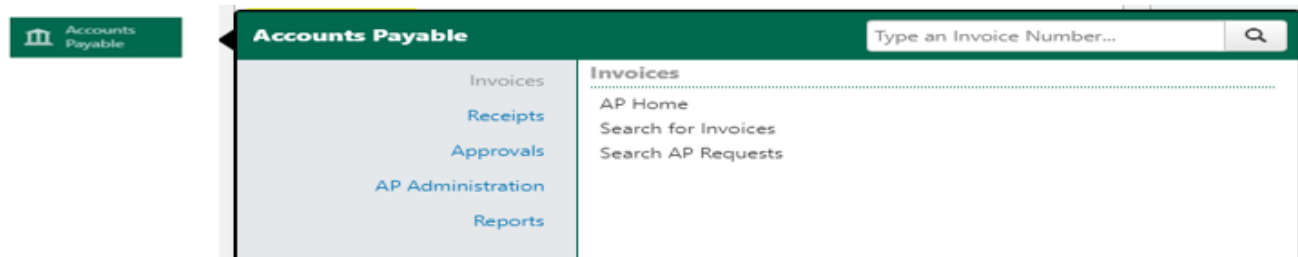 Accounts
Payable
Accounts Payable
Type an Invoice Number...
Invoices
Receipts
Approvals
AP Administration
Reports
Invoices
AP Home
Search for Invoices
Search AP Requests